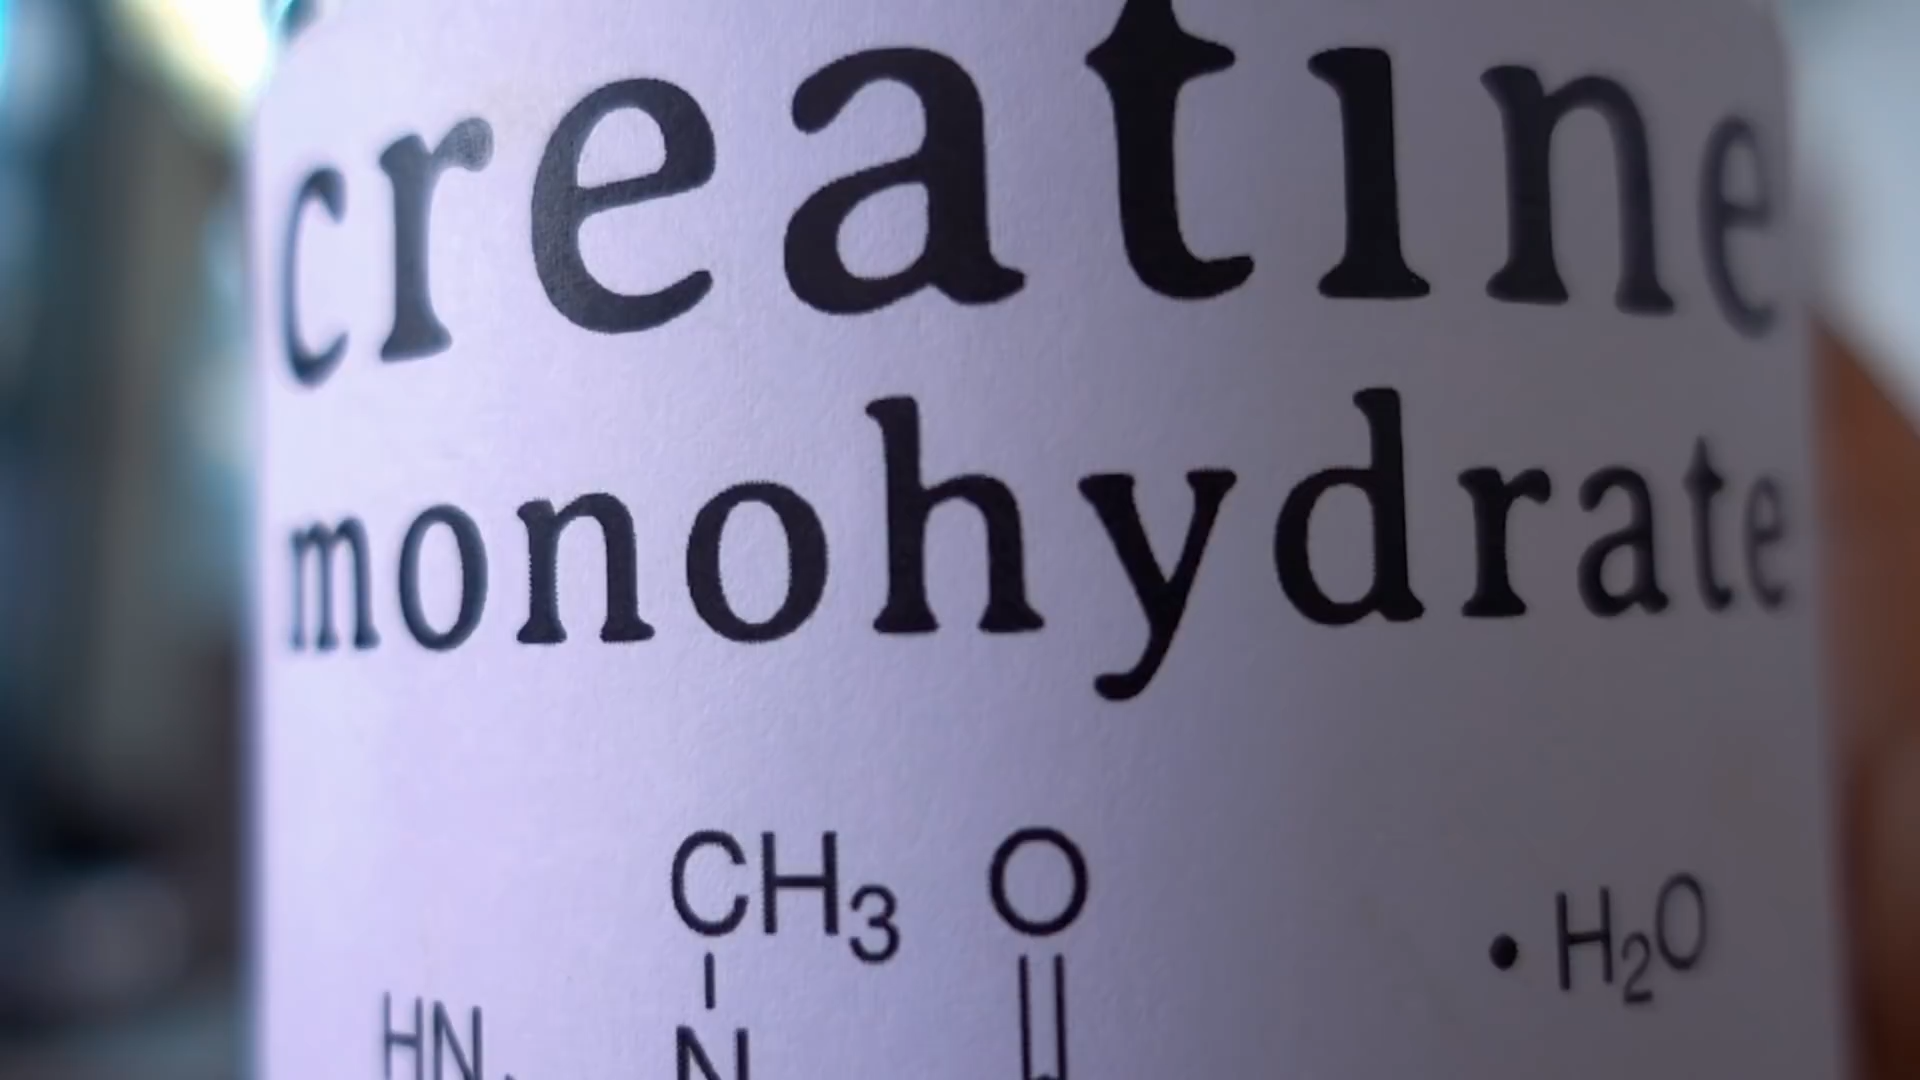 creatine
monohydrate
CH3 O
• H2O
HN N